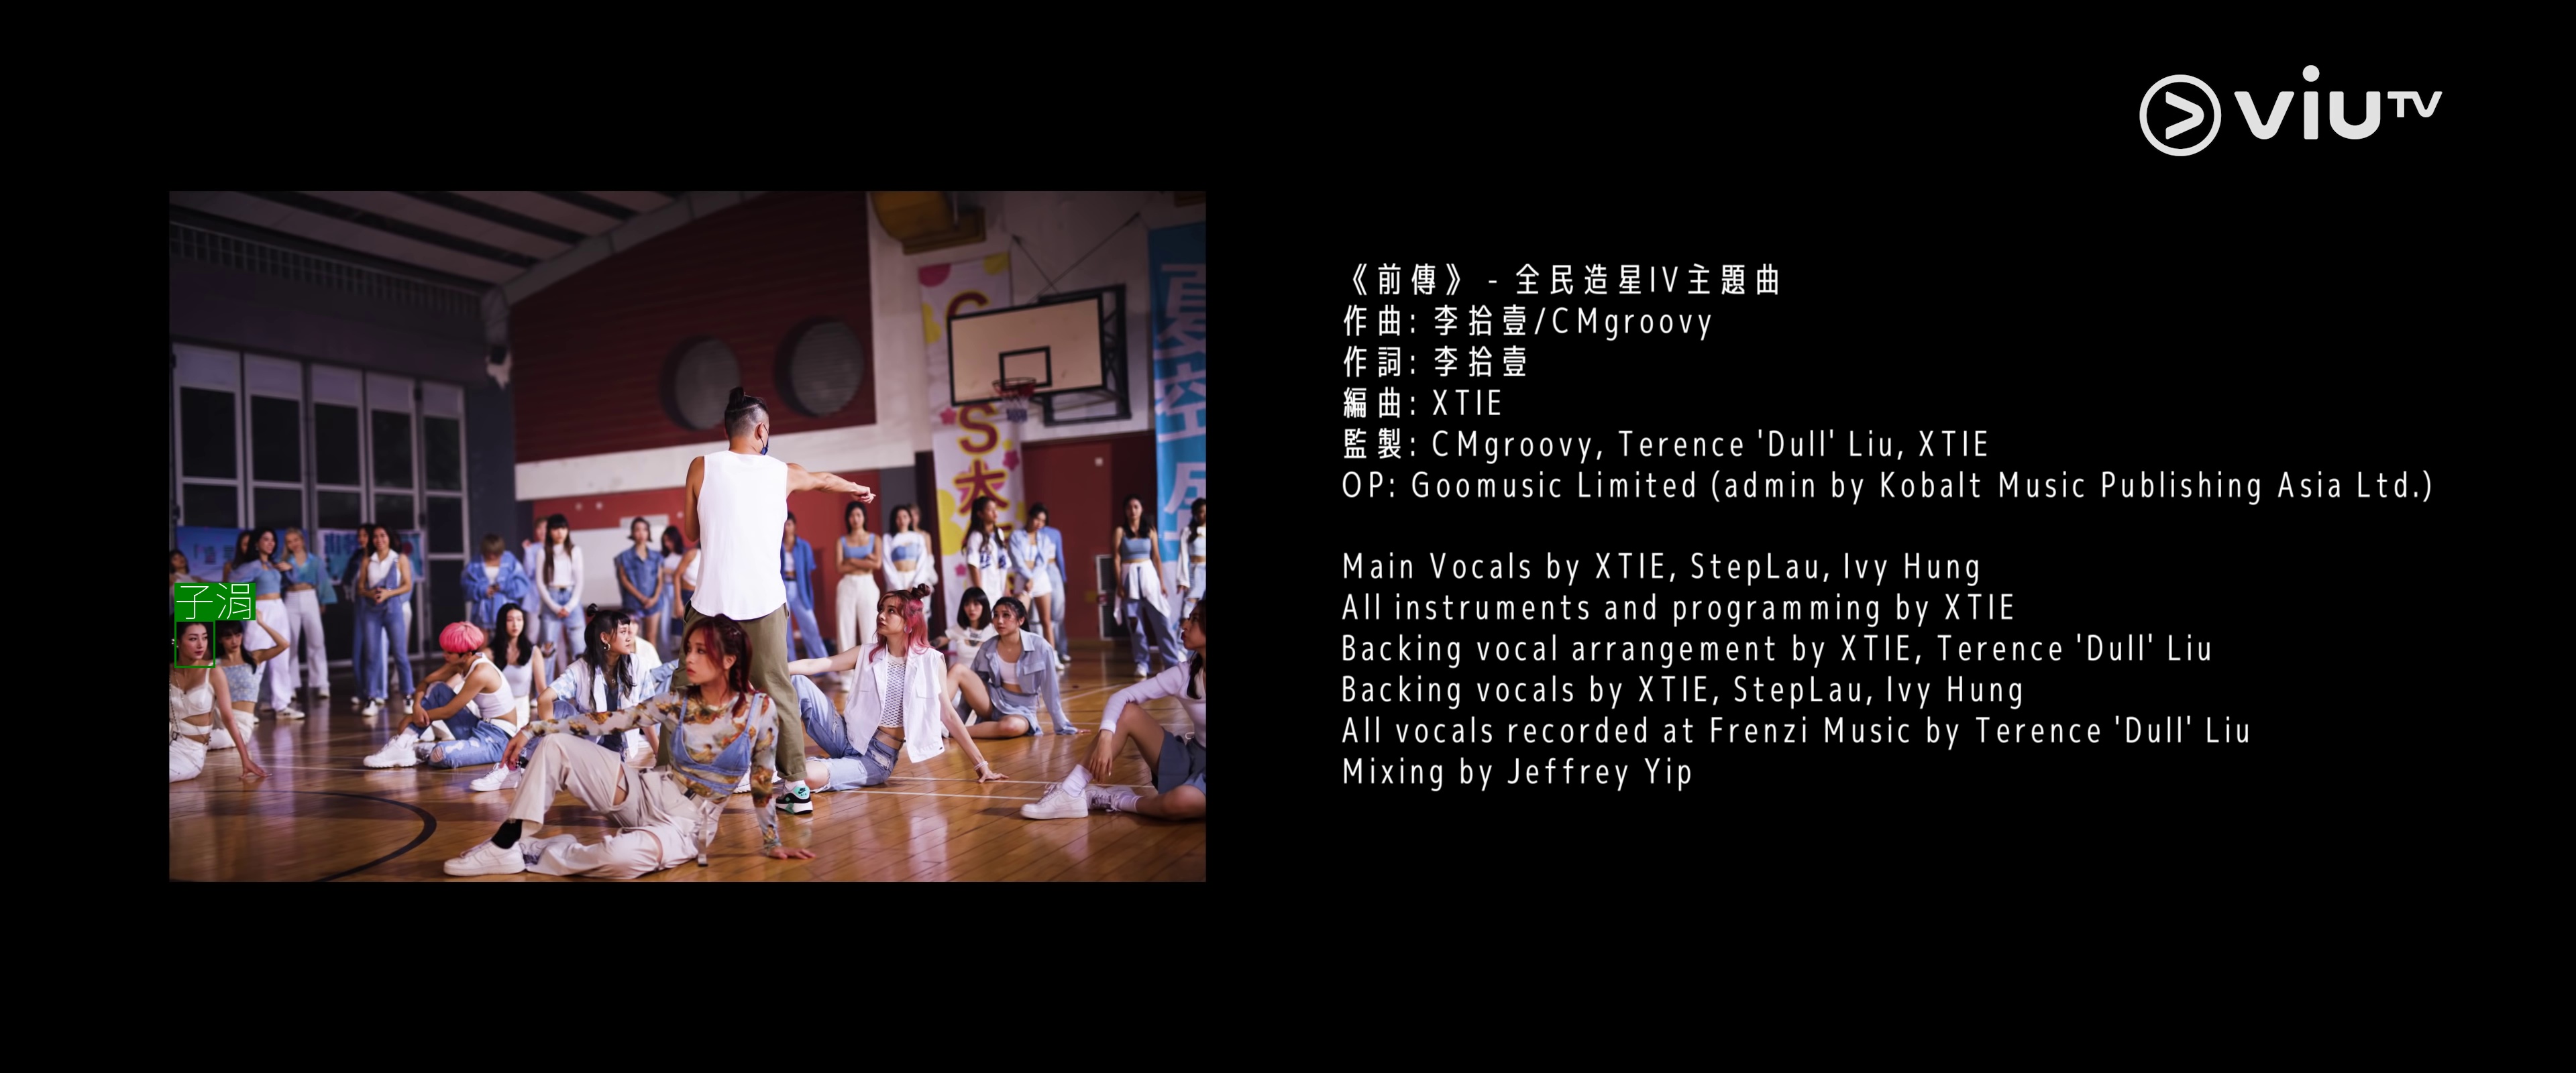 viuTV
《前傳》 - 全民造星IV主題曲
作曲: 李拾壹/CMgroovy
作詞: 李拾壹
編曲: XTIE
監製: CMgroovy, Terence 'Dull' Liu, XTIE
OP: Goomusic Limited (admin by Kobalt Music Publishing Asia Ltd.)
Main Vocals by XTIE, StepLau, Ivy Hung
All instruments and programming by XTIE
Backing vocal arrangement by XTIE, Terence 'Dull' Liu
Backing vocals by XTIE, StepLau, Ivy Hung
All vocals recorded at Frenzi Music by Terence 'Dull' Liu
Mixing by Jeffrey Yip
子涓
S大
夏空